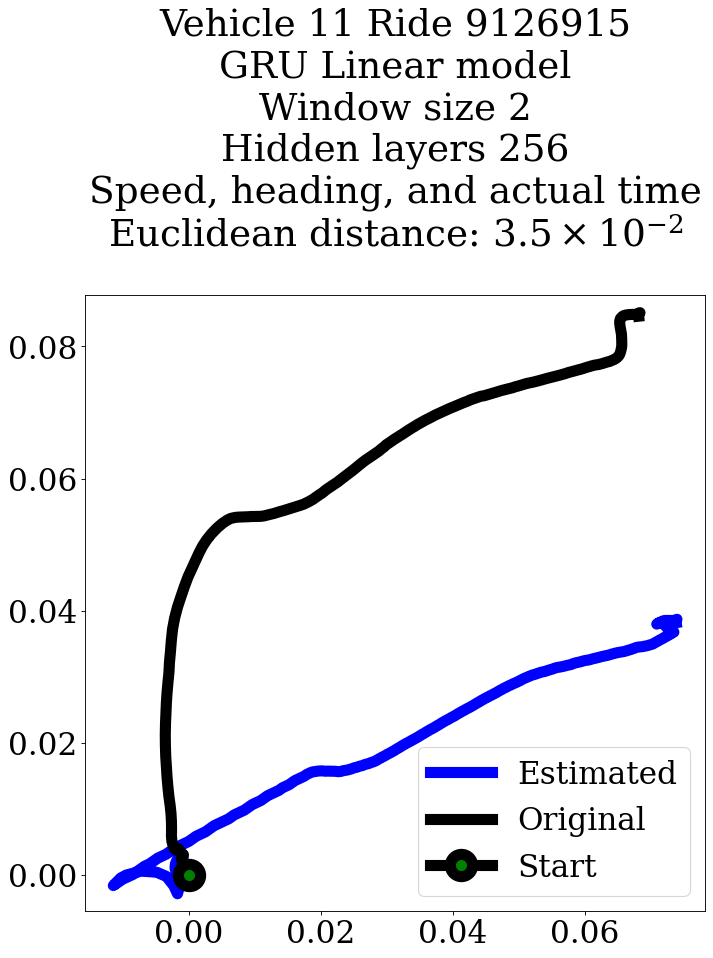 Vehicle 11 Ride 9126915
GRU Linear model
Window size 2
Hidden layers 256
Speed, heading, and actual time
Euclidean distance: 3.5 × 10⁻²
0.08
0.06
0.04
0.02
0.00
Estimated
Original
Start
0.00 0.02 0.04 0.06